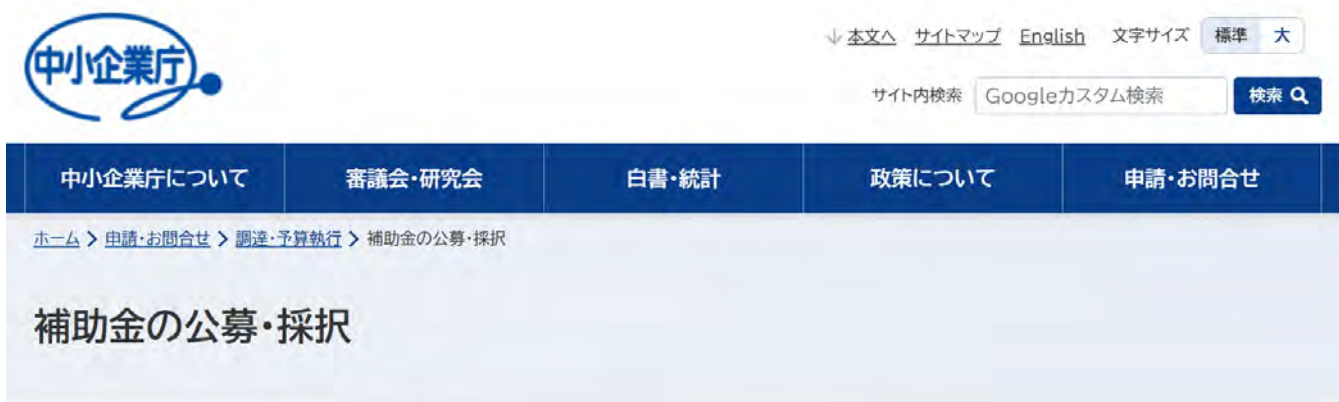 中小企業庁
本文へ サイトマップ English 文字サイズ 標準 大
サイト内検索 Googleカスタム検索 検索
中小企業庁について 審議会・研究会 白書・統計 政策について 申請・お問合せ
ホーム > 申請・お問合せ > 調達・予算執行 > 補助金の公募・採択
補助金の公募・採択